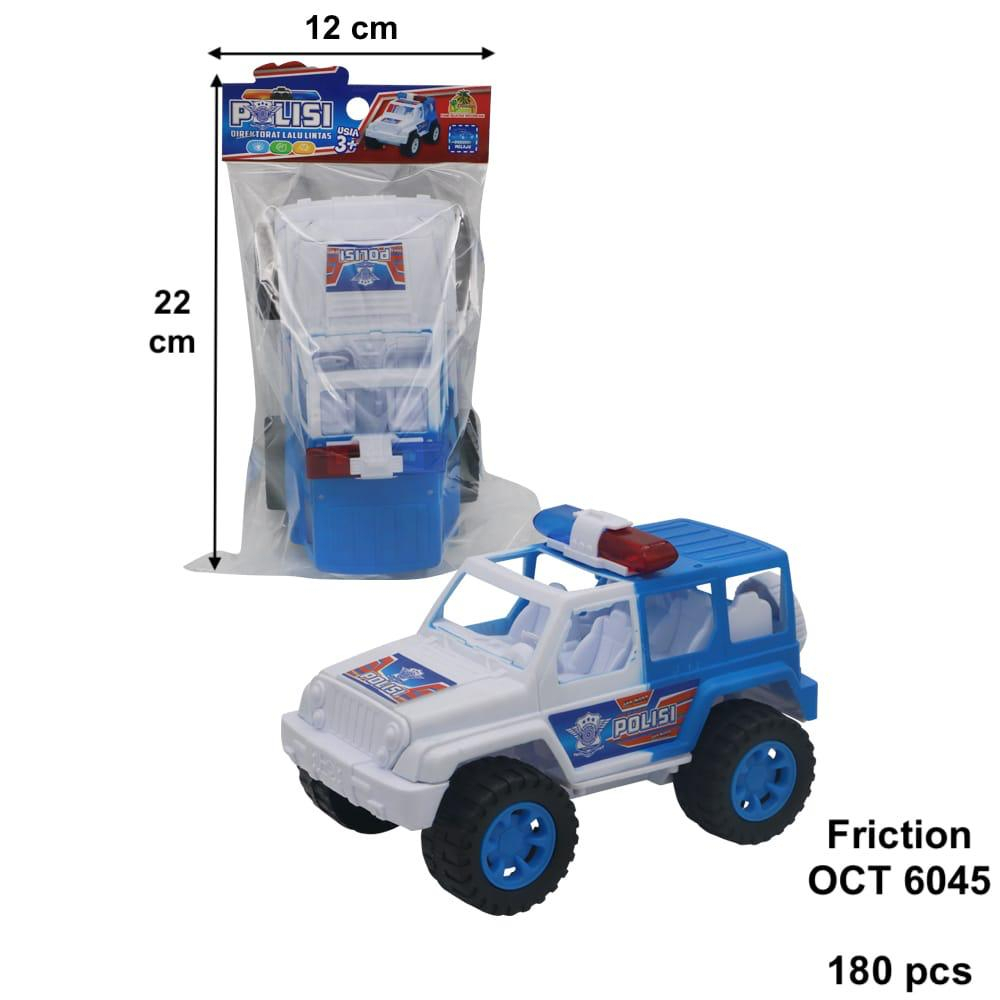 12 cm
22
cm
POLISI
DIREKTORAT LALU LINTAS
USIA
3+
POLISI
POLISI
POLISI
Friction
OCT 6045
180 pcs